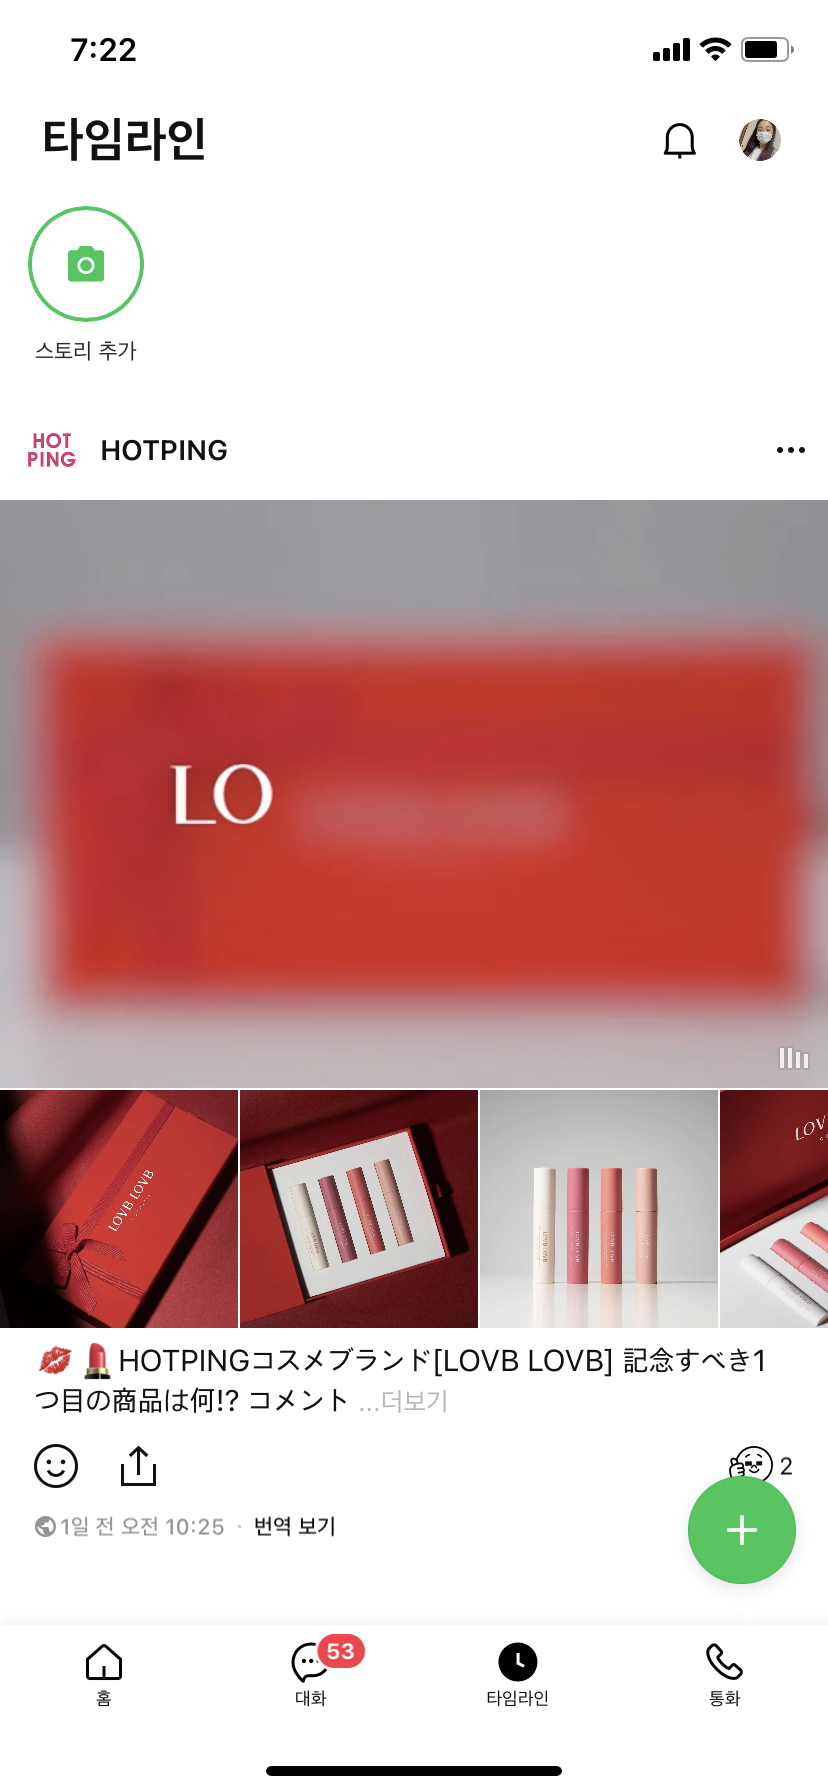 7:22
타임라인
스토리 추가
HOT
PING
HOTPING
LO
LOVB LOVB
HOTPINGコスメブランド[LOVB LOVB] 記念すべき1
つ目の商品は何!? コメント ...더보기
2
1일 전 오전 10:25 · 번역 보기
53
홈
대화
타임라인
통화